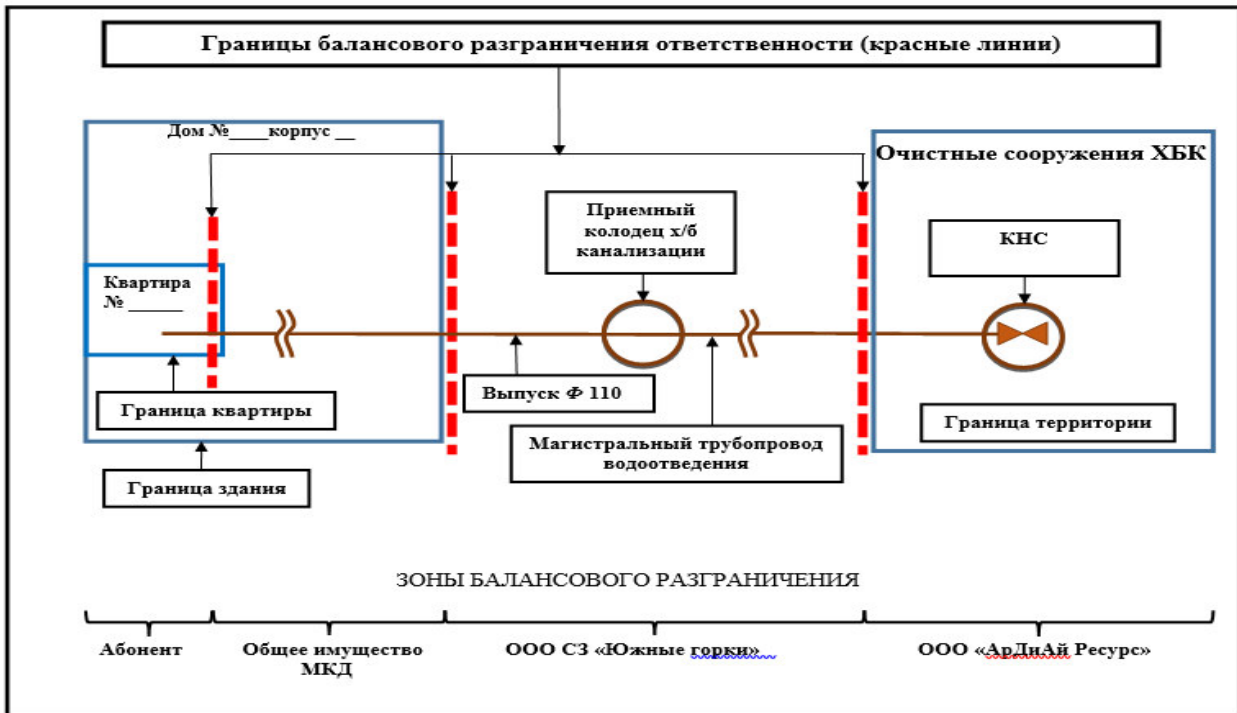 Границы балансового разграничения ответственности (красные линии)
Дом №____корпус __
Очистные сооружения ХБК
Приемный
колодец х/б
канализации
КНС
Квартира
№ ______
Выпуск Ф 110
Граница квартиры
Граница территории
Магистральный трубопровод
водоотведения
Граница здания
ЗОНЫ БАЛАНСОВОГО РАЗГРАНИЧЕНИЯ
Абонент
Общее имущество
МКД
ООО СЗ «Южные горки»
ООО «АрДиАй Ресурс»